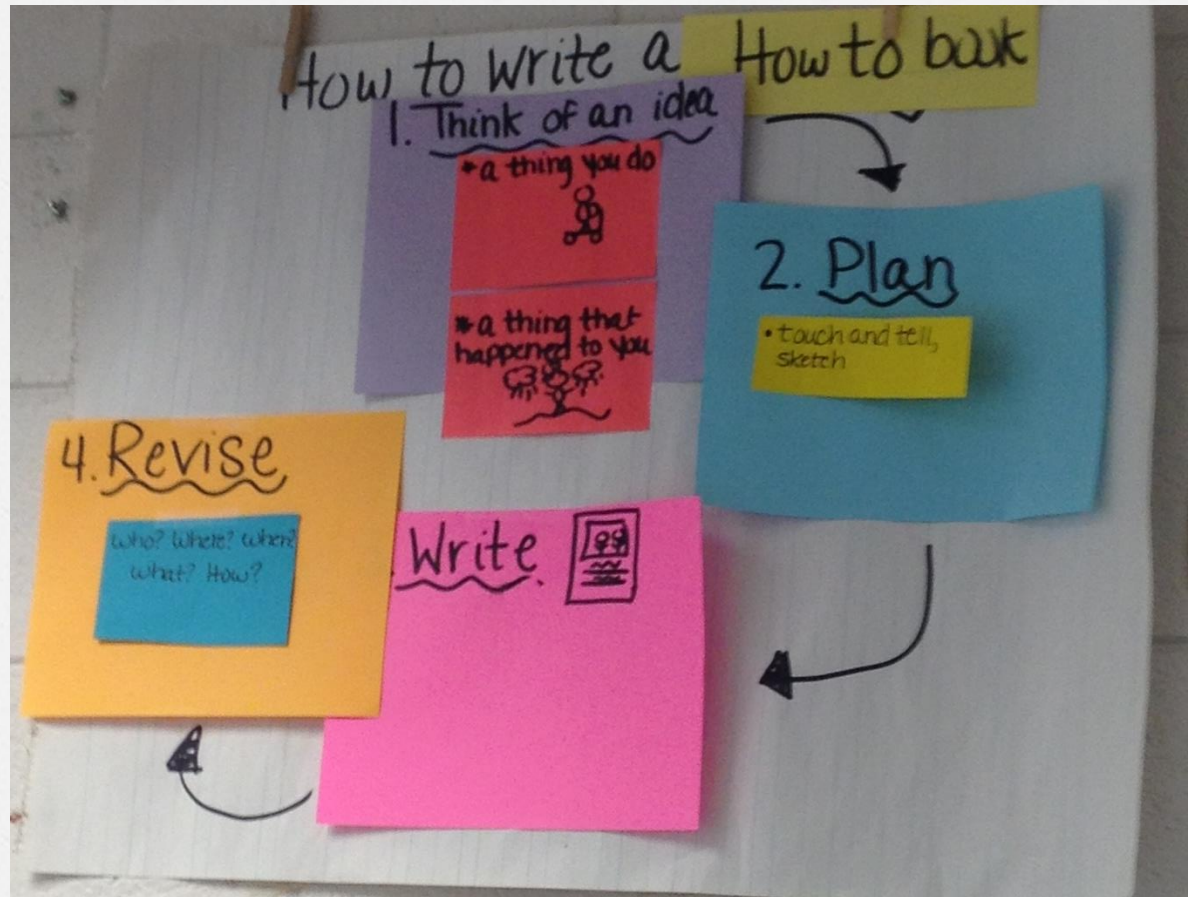 How to write a How to book
1. Think of an idea
* a thing you do
* a thing that
happened to you
2. Plan
• touch and tell,
sketch
. Write
4. Revise
Who? Where? When?
What? How?